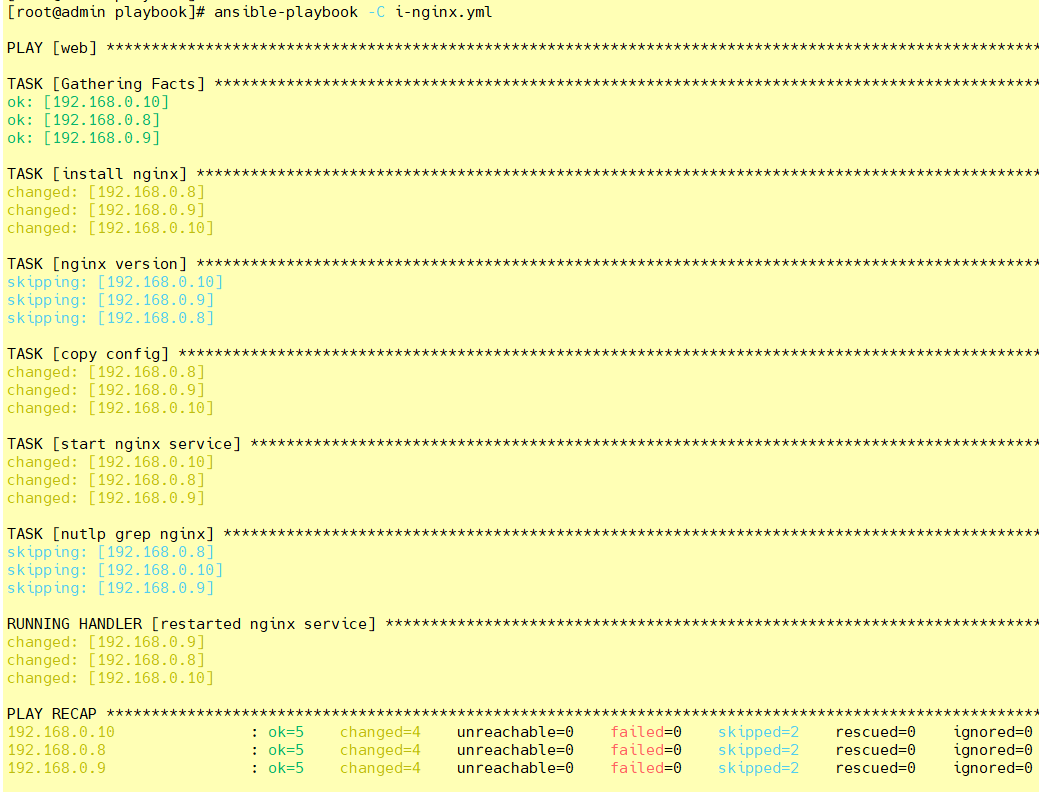 [root@admin playbook]# ansible-playbook -C i-nginx.yml
PLAY [web] ********************************************************************************************************
TASK [Gathering Facts] ********************************************************************************************
ok: [192.168.0.10]
ok: [192.168.0.8]
ok: [192.168.0.9]
TASK [install nginx] **********************************************************************************************
changed: [192.168.0.8]
changed: [192.168.0.9]
changed: [192.168.0.10]
TASK [nginx version] **********************************************************************************************
skipping: [192.168.0.10]
skipping: [192.168.0.9]
skipping: [192.168.0.8]
TASK [copy config] ************************************************************************************************
changed: [192.168.0.8]
changed: [192.168.0.9]
changed: [192.168.0.10]
TASK [start nginx service] ****************************************************************************************
changed: [192.168.0.10]
changed: [192.168.0.8]
changed: [192.168.0.9]
TASK [nutlp grep nginx] *******************************************************************************************
skipping: [192.168.0.8]
skipping: [192.168.0.10]
skipping: [192.168.0.9]
RUNNING HANDLER [restarted nginx service] *************************************************************************
changed: [192.168.0.9]
changed: [192.168.0.8]
changed: [192.168.0.10]
PLAY RECAP ********************************************************************************************************
192.168.0.10 : ok=5 changed=4 unreachable=0 failed=0 skipped=2 rescued=0 ignored=0
192.168.0.8 : ok=5 changed=4 unreachable=0 failed=0 skipped=2 rescued=0 ignored=0
192.168.0.9 : ok=5 changed=4 unreachable=0 failed=0 skipped=2 rescued=0 ignored=0